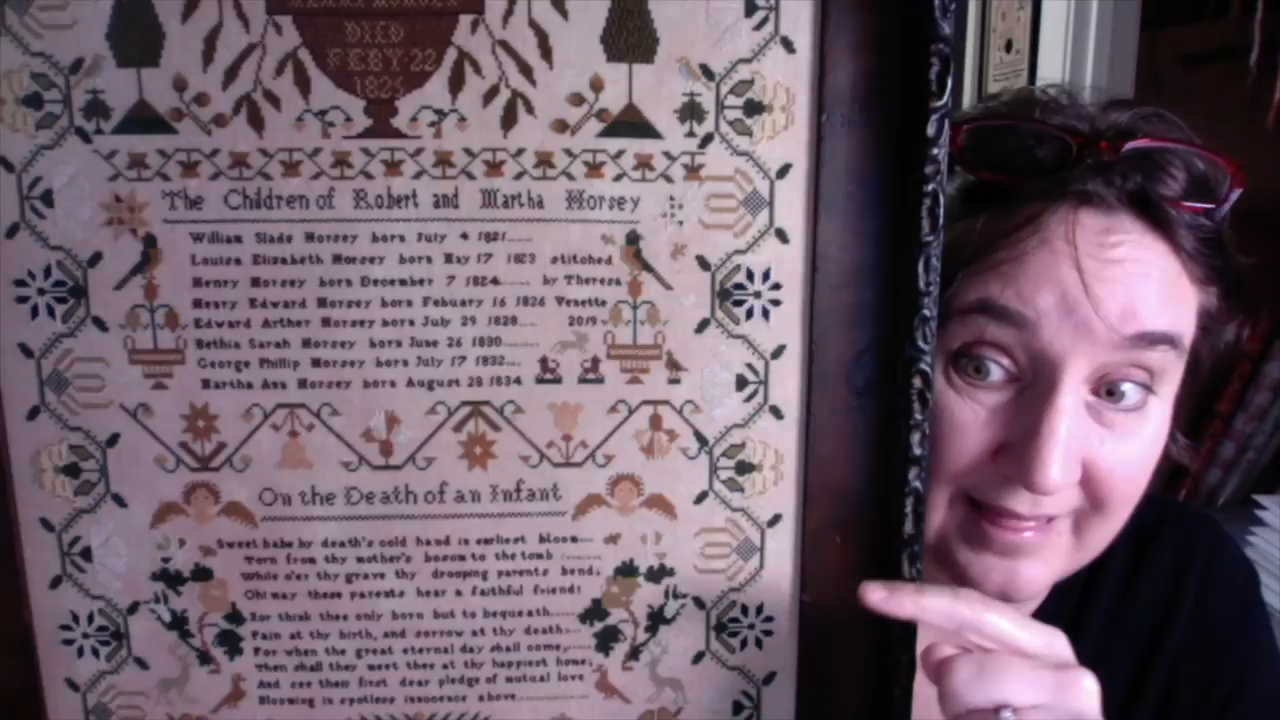 DIED
FEBY·22
1825
The Children of Robert and Martha Horsey
William Slade Horsey born July 4 1821......
Louisa Elizabeth Horsey born May 17 1823 stitched
Henry Horsey born December 7 1824....... by Theresa
Henry Edward Horsey born Febuary 16 1826 Venette
Edward Arther Horsey born July 29 1828..... 2019
Bethia Sarah Horsey born June 26 1830.........
George Phillip Horsey born July 17 1832....
Martha Ann Horsey born August 28 1834
On the Death of an Infant
Sweet babe by death's cold hand in earliest bloom...
Torn from thy mother's bosom to the tomb .......
While o'er thy grave thy drooping parents bend,
Oh! may these parents hear a faithful friend!
Nor think thee only born but to bequeath.....
Pain at thy birth, and sorrow at thy death...
For when the great eternal day shall come,......
Then shall they meet thee at thy happiest home,
And see their first dear pledge of mutual love
Blooming in spotless innocence above................